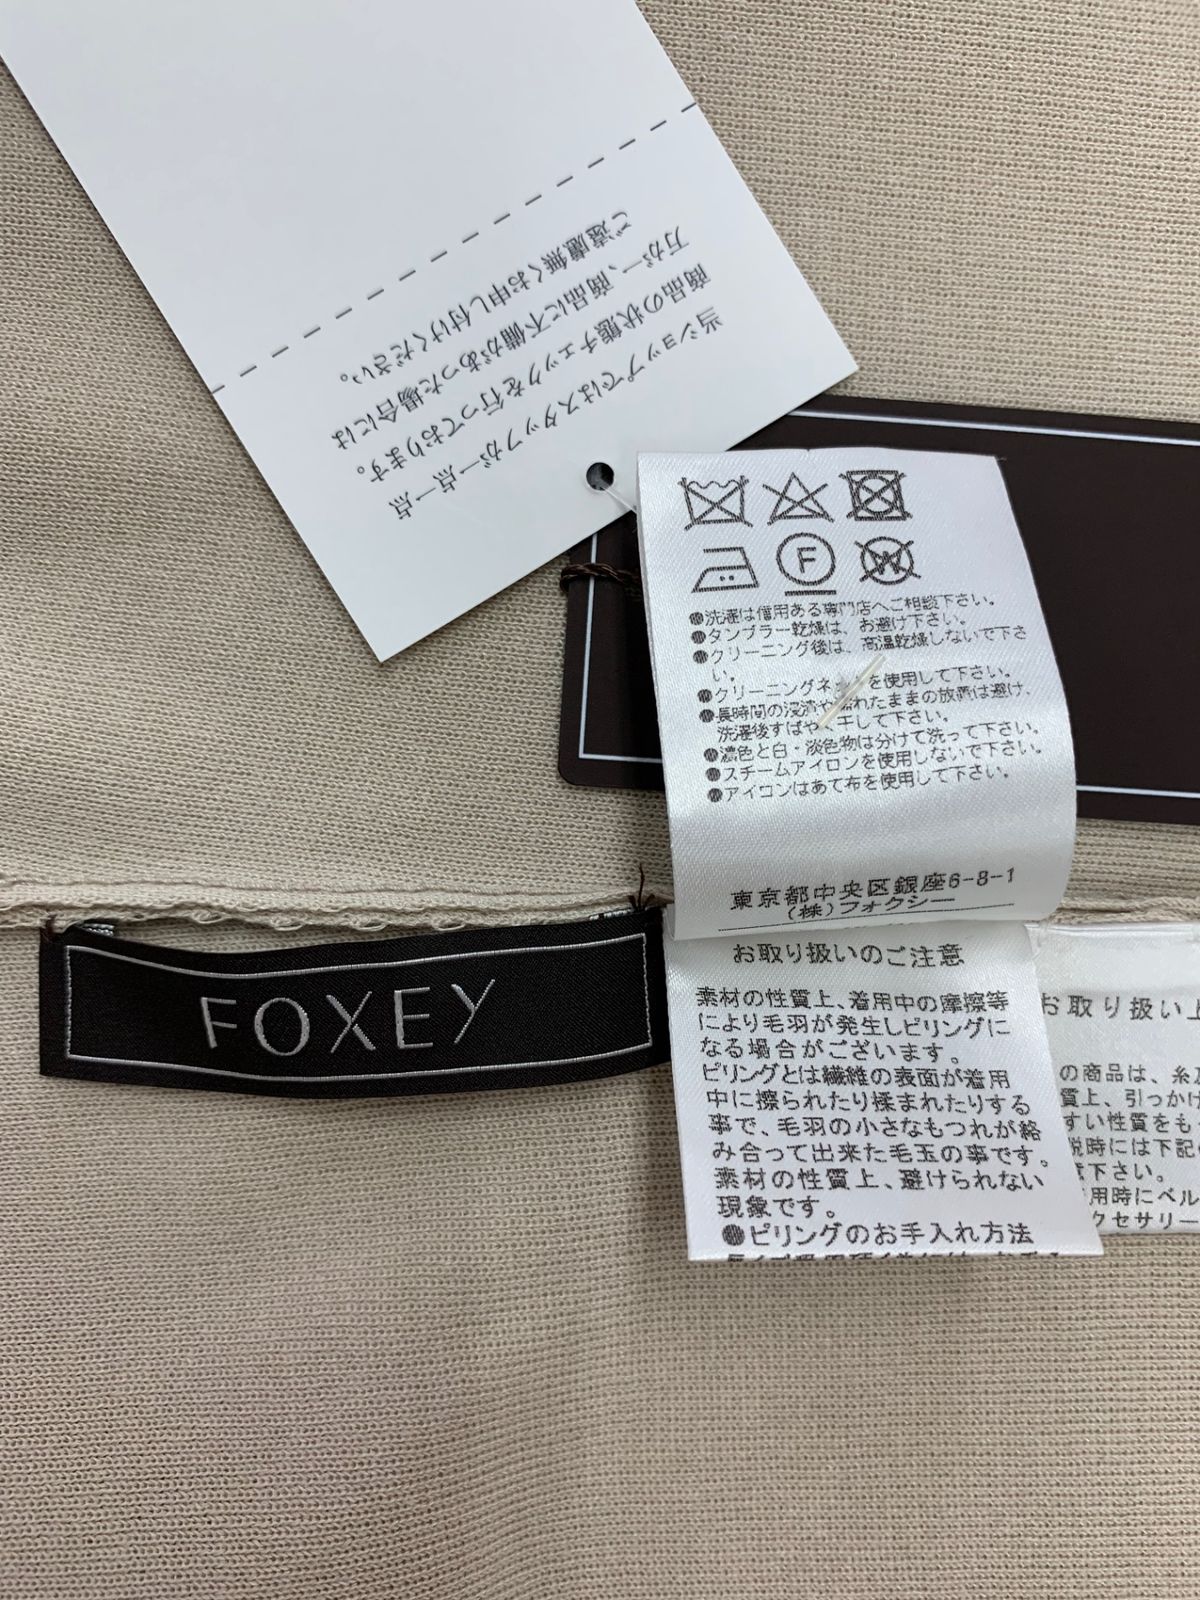 当ショップではスタッフが一点一点
商品の状態チェックを行っております。
万が一、商品に不備があった場合には
ご遠慮無くお申し付けください。
F
W
●洗濯は信用ある専門店へご相談下さい。
●タンブラー乾燥は、お避け下さい。
●クリーニング後は、高温乾燥しないで下さ
い。
●クリーニングネットを使用して下さい。
●長時間の浸漬や濡れたままの放置は避け、
洗濯後すばやく干して下さい。
●濃色と白・淡色物は分けて洗って下さい。
●スチームアイロンを使用しないで下さい。
●アイロンはあて布を使用して下さい。
東京都中央区銀座6-8-1
(株)フォクシー
FOXEY
お取り扱いのご注意
素材の性質上、着用中の摩擦等
により毛羽が発生しピリングに
なる場合がございます。
ピリングとは繊維の表面が着用
中に擦られたり揉まれたりする
事で、毛羽の小さなもつれが絡
み合って出来た毛玉の事です。
素材の性質上、避けられない
現象です。
●ピリングのお手入れ方法
お取り扱い上
の商品は、糸
質上、引っかけ
すい性質をも
脱時には下記
意下さい。
用時にベル
クセサリー